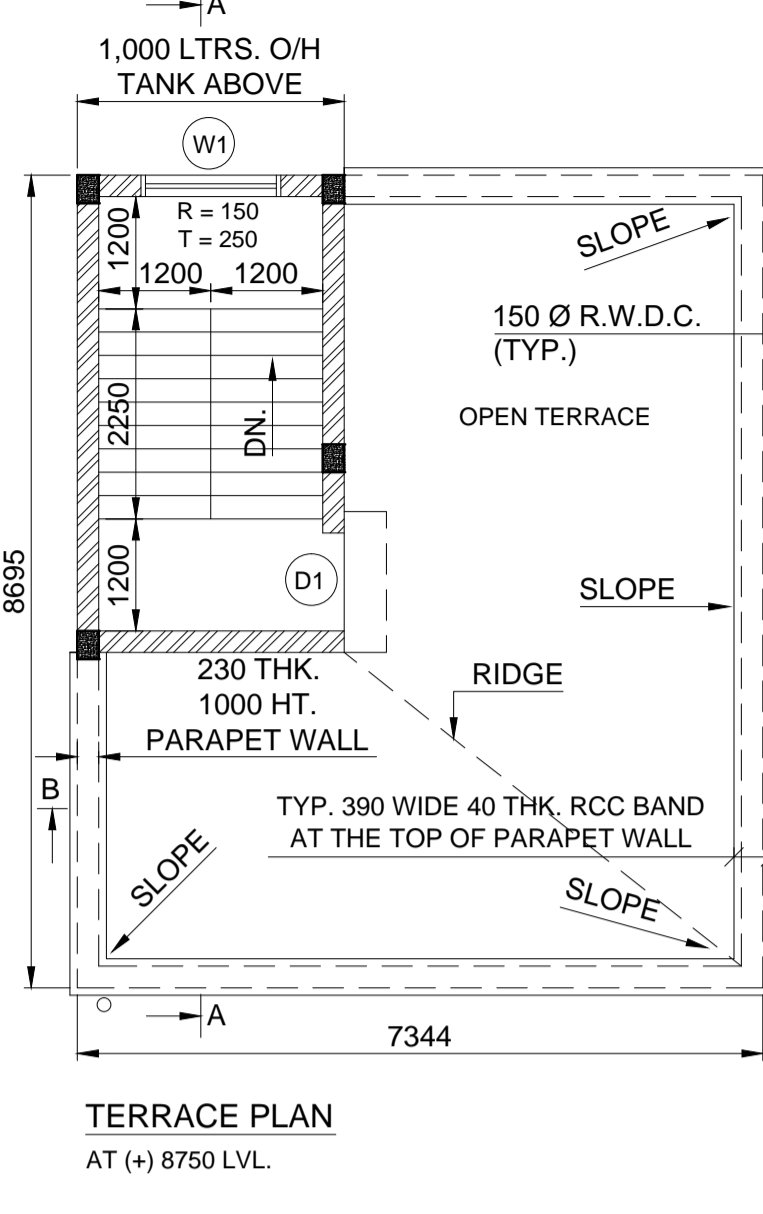 A
1,000 LTRS. O/H
TANK ABOVE
W1
R = 150
T = 250
1200
1200 1200
SLOPE
150 Ø R.W.D.C.
(TYP.)
OPEN TERRACE
2250
DN.
8695
1200
D1
SLOPE
230 THK.
1000 HT.
PARAPET WALL
RIDGE
B
TYP. 390 WIDE 40 THK. RCC BAND
AT THE TOP OF PARAPET WALL
SLOPE
SLOPE
A
7344
TERRACE PLAN
AT (+) 8750 LVL.